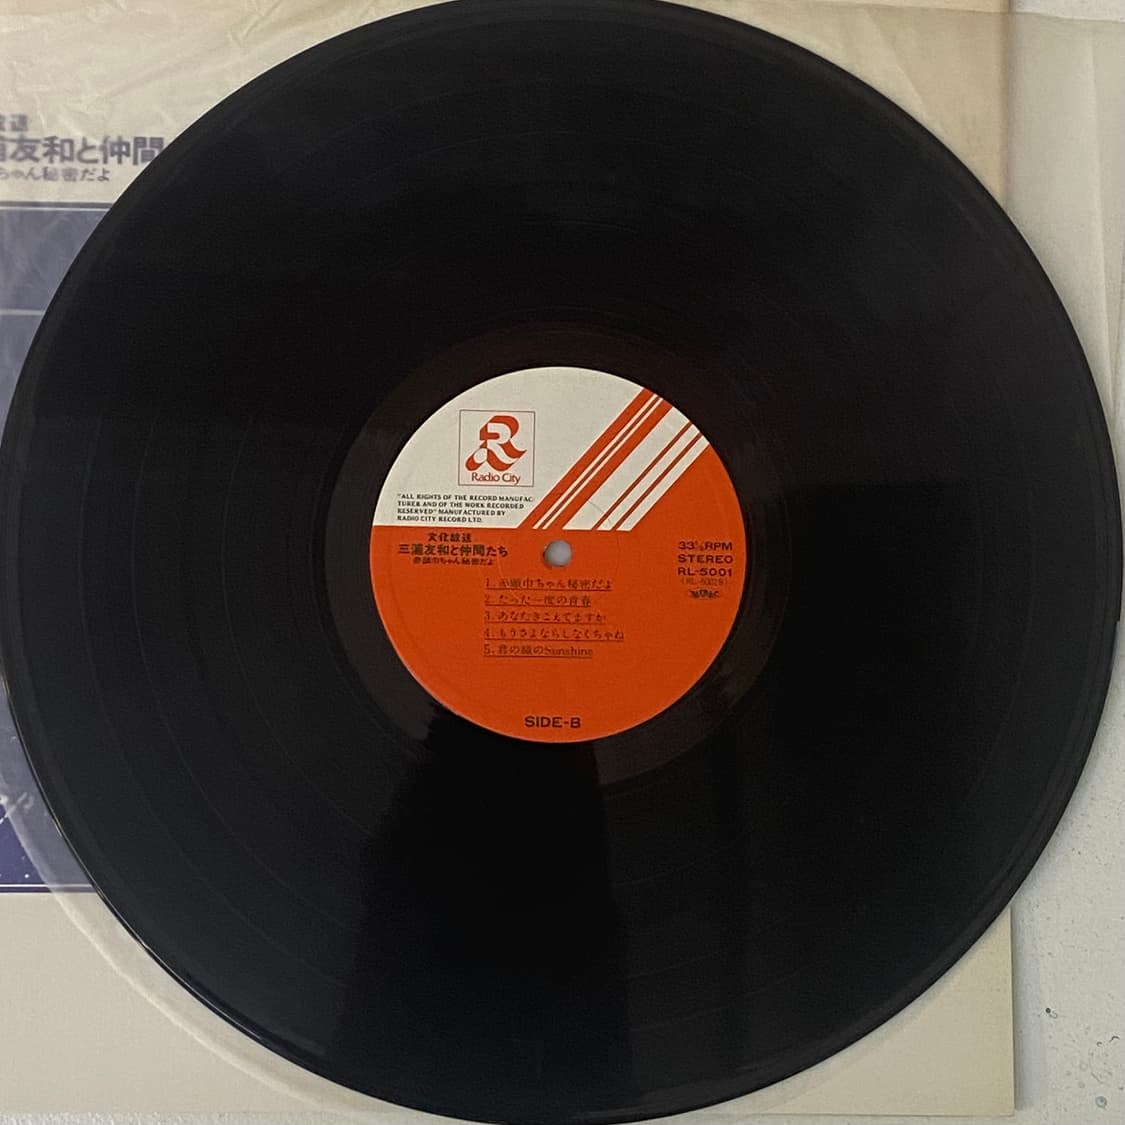 放送
浦友和と仲間
ちゃん秘密だよ
R
Radio City
"ALL RIGHTS OF THE RECORD MANUFAC-
TURER AND OF THE WORK RECORDED
RESERVED" MANUFACTURED BY
RADIO CITY RECORD LTD.
文化放送
三浦友和と仲間たち
赤頭巾ちゃん秘密だよ
33⅓RPM
STEREO
RL-5001
(RL-5001B)
1. 赤頭巾ちゃん秘密だよ
2. たった一度の青春
3. あなたきこえてますか
4. もうさよならしなくちゃね
5. 君の瞳のSunshine
SIDE-B